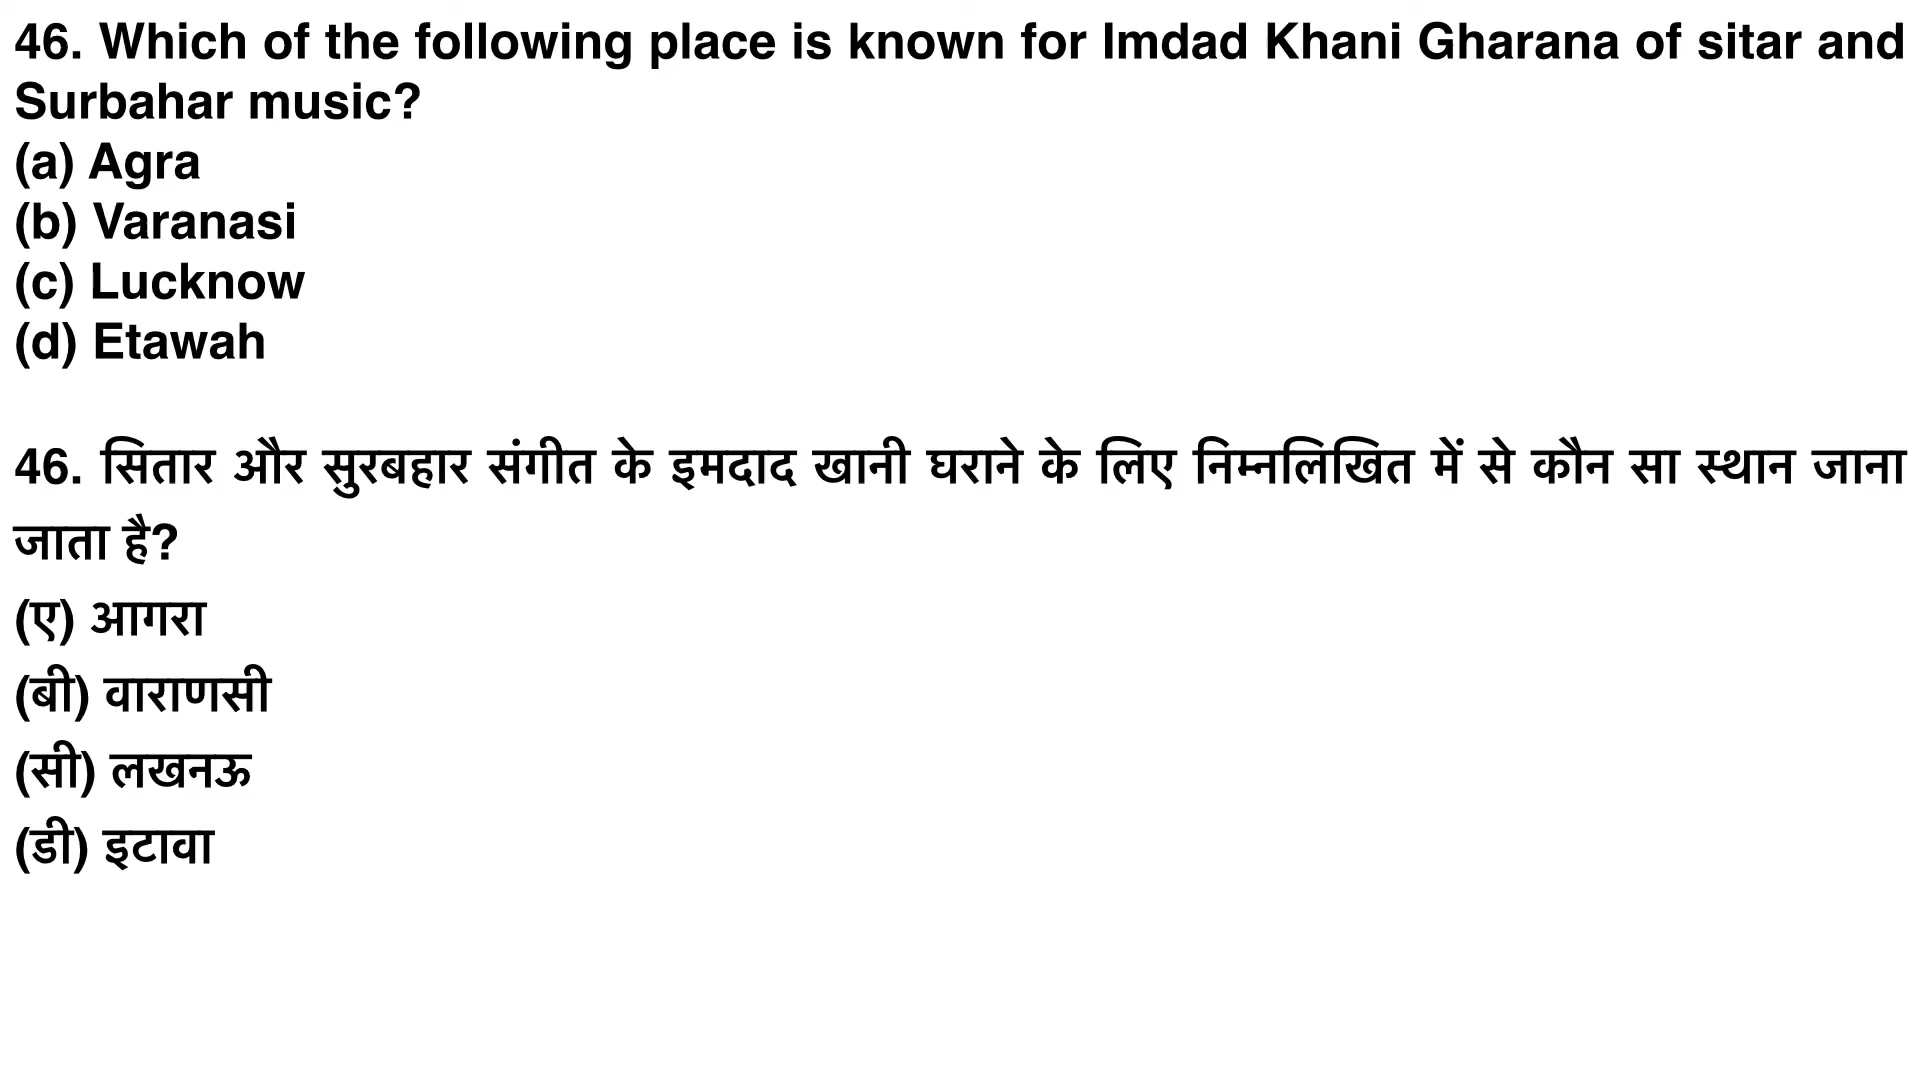 46. Which of the following place is known for Imdad Khani Gharana of sitar and
Surbahar music?
(a) Agra
(b) Varanasi
(c) Lucknow
(d) Etawah
46. सितार और सुरबहार संगीत के इमदाद खानी घराने के लिए निम्नलिखित में से कौन सा स्थान जाना
जाता है?
(ए) आगरा
(बी) वाराणसी
(सी) लखनऊ
(डी) इटावा